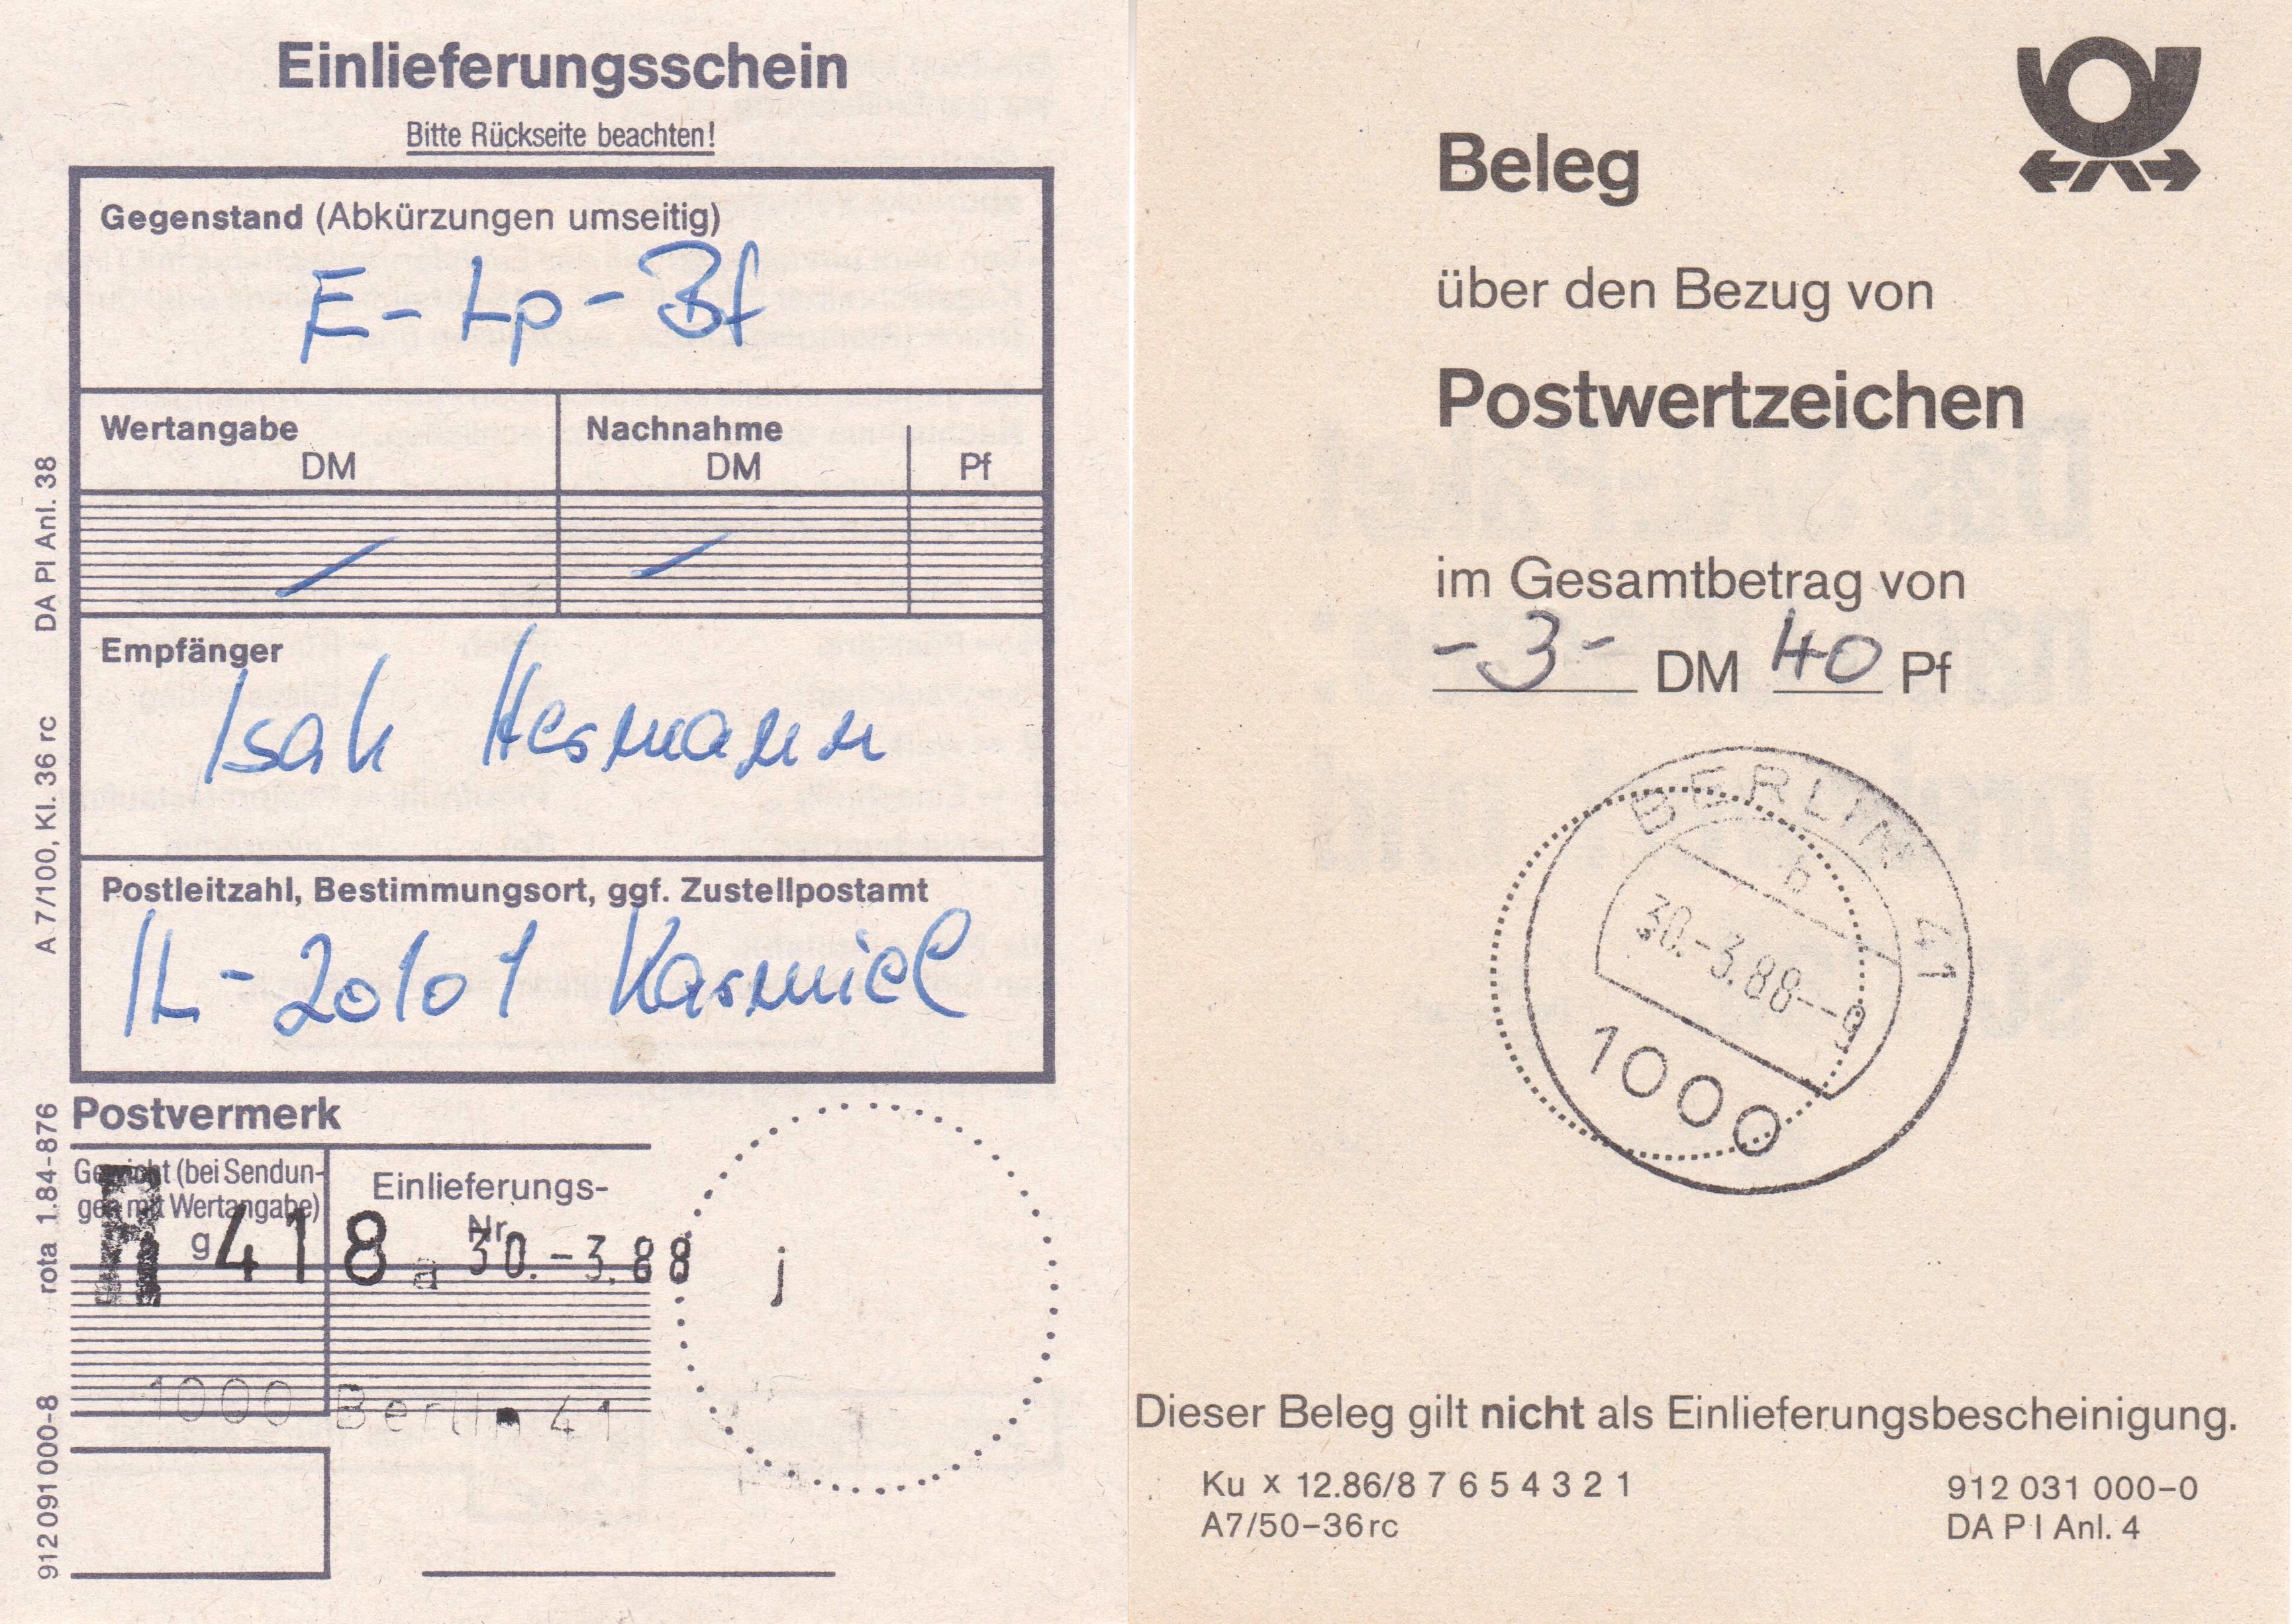 Einlieferungsschein
Bitte Rückseite beachten!
Gegenstand (Abkürzungen umseitig)
E - Lp - Bf
Wertangabe
DM
Nachnahme
DM
Pf
Empfänger
Isak Hermann
Postleitzahl, Bestimmungsort, ggf. Zustellpostamt
IL - 20101 Karmiel
Postvermerk
Gewicht (bei Sendun-
gen mit Wertangabe)
g
Einlieferungs-
Nr.
R 418 a 30.-3.88
j
1000 Berlin 41
DA PI Anl. 38
A 7/100, Kl. 36 rc
rota 1.84-876
912 091 000-8
Beleg
über den Bezug von
Postwertzeichen
im Gesamtbetrag von
- 3 - DM 40 Pf
BERLIN 41
b
30.-3.88--9
1000
Dieser Beleg gilt nicht als Einlieferungsbescheinigung.
Ku x 12.86/8 7 6 5 4 3 2 1
A7/50-36rc
912 031 000-0
DA P I Anl. 4